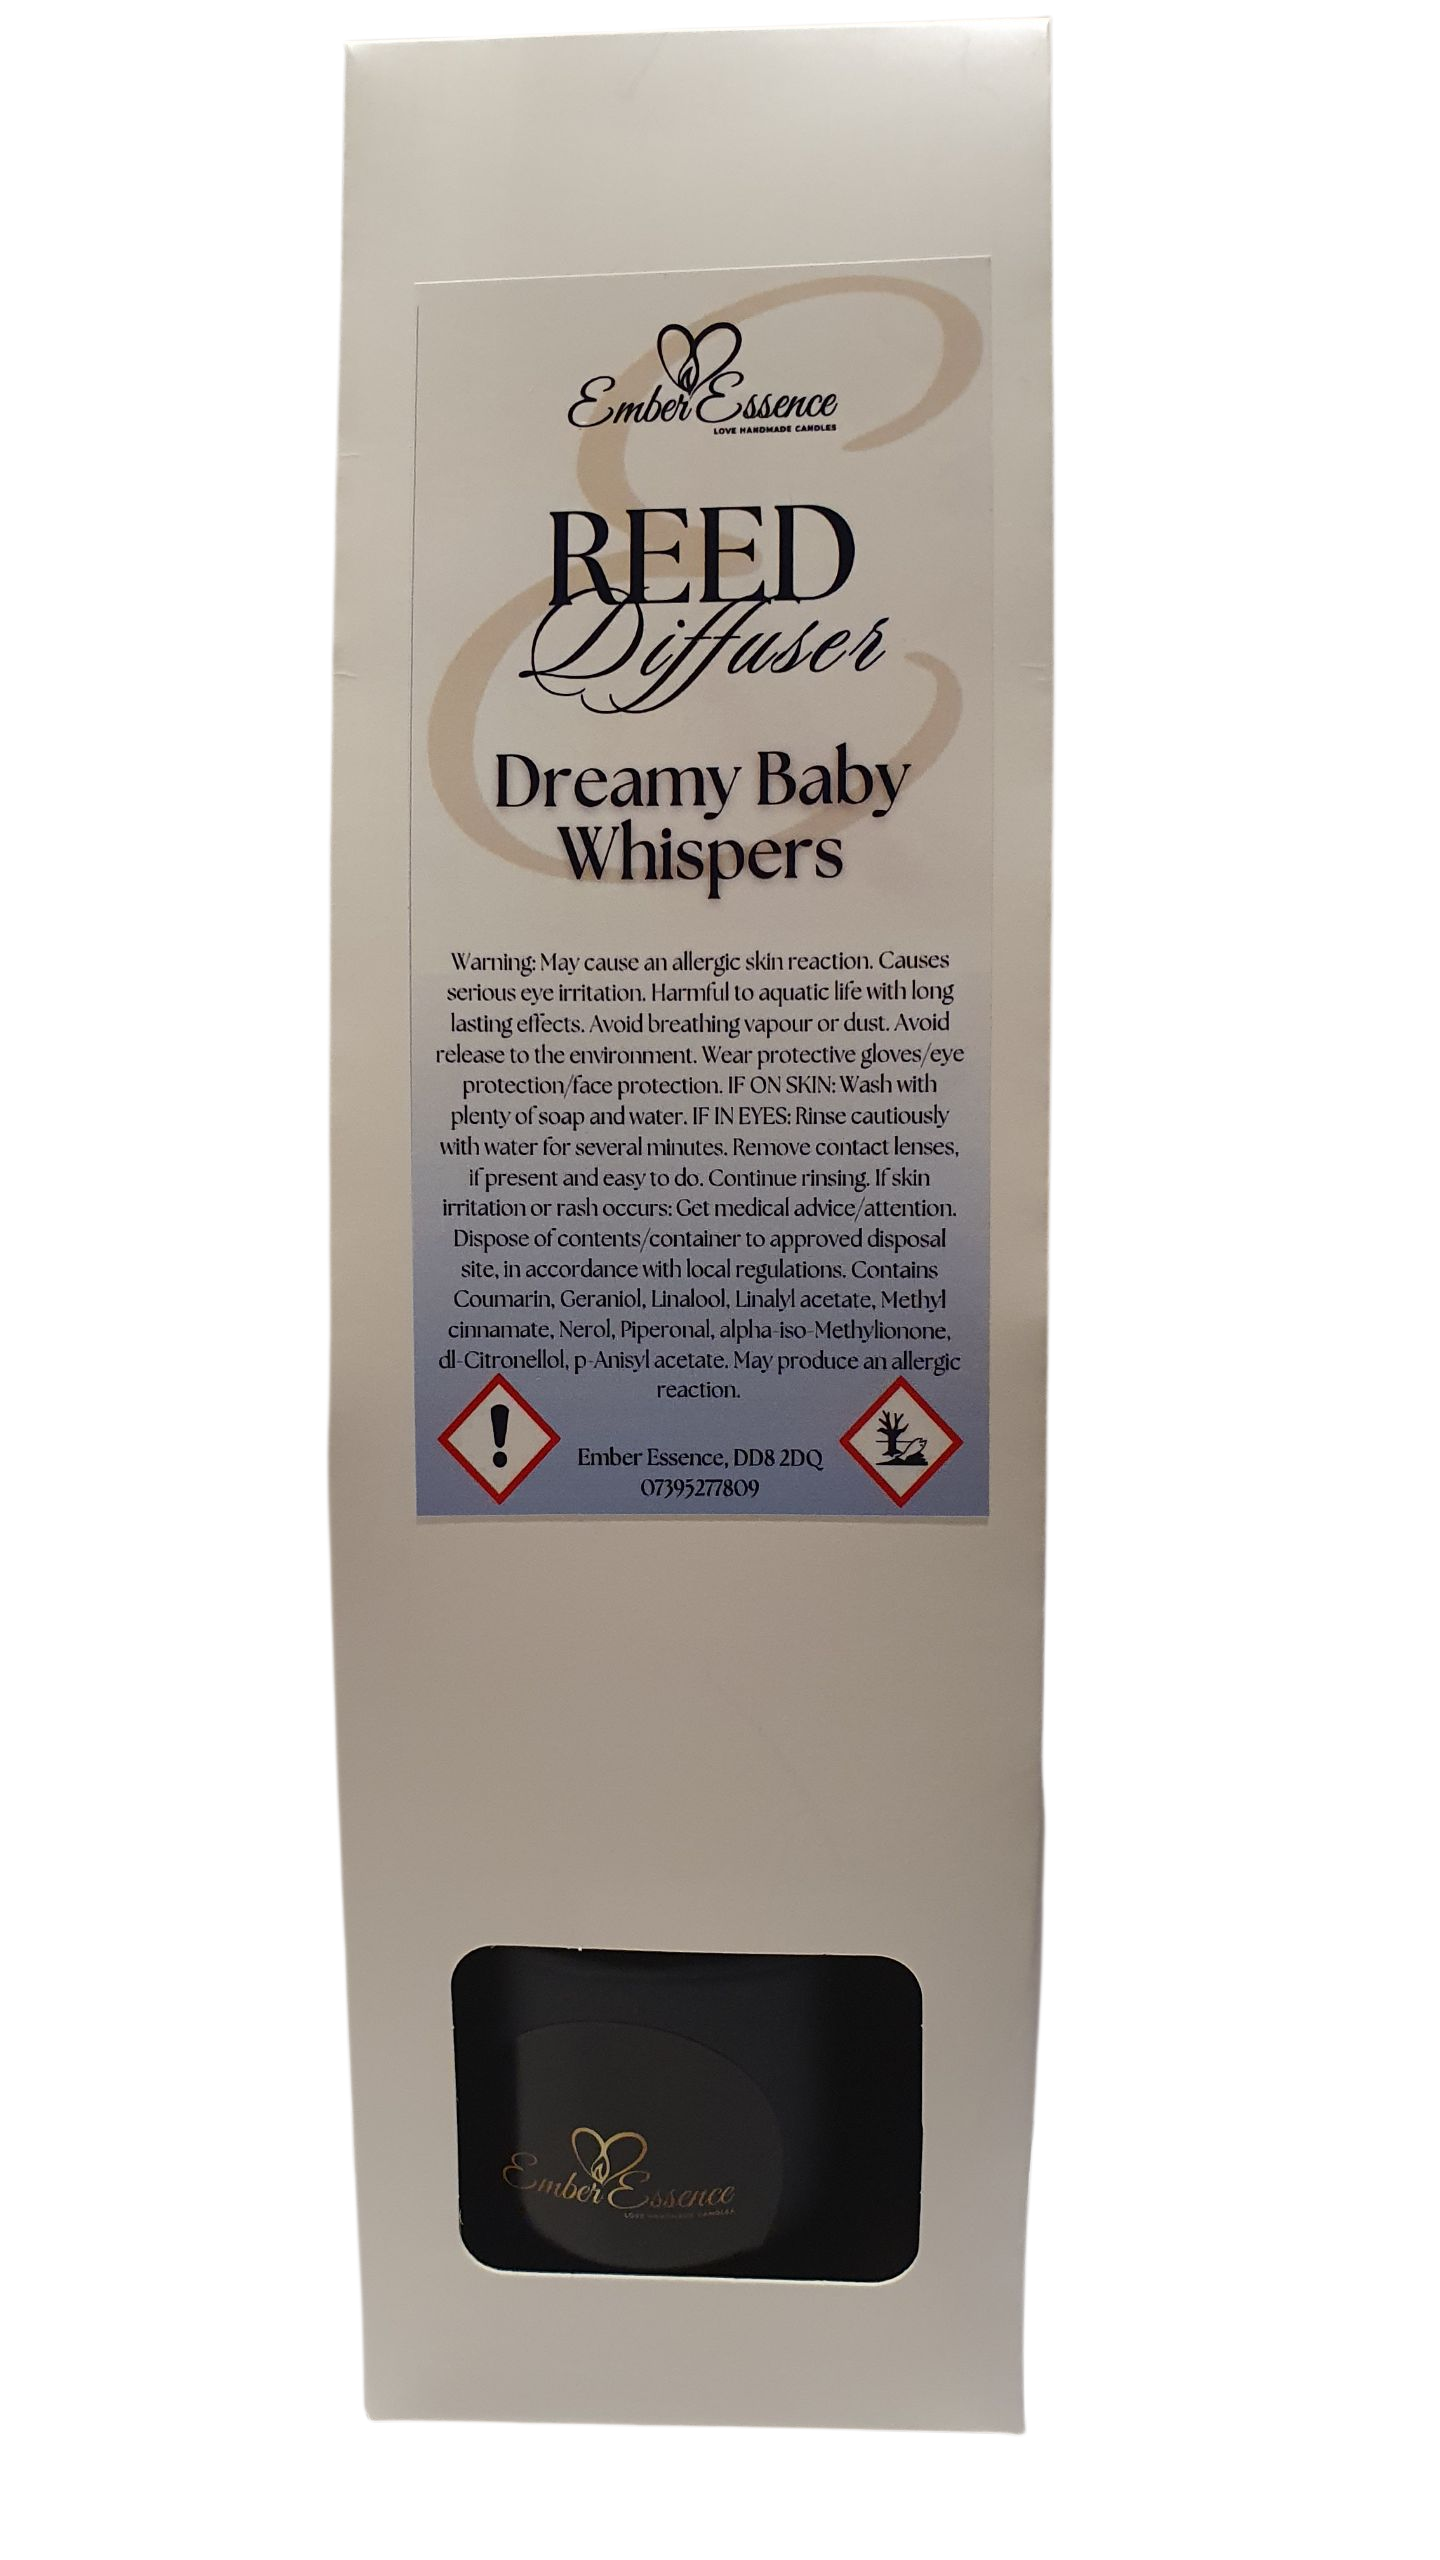 Ember Essence
LOVE HANDMADE CANDLES
REED
Diffuser
Dreamy Baby
Whispers
Warning: May cause an allergic skin reaction. Causes
serious eye irritation. Harmful to aquatic life with long
lasting effects. Avoid breathing vapour or dust. Avoid
release to the environment. Wear protective gloves/eye
protection/face protection. IF ON SKIN: Wash with
plenty of soap and water. IF IN EYES: Rinse cautiously
with water for several minutes. Remove contact lenses,
if present and easy to do. Continue rinsing. If skin
irritation or rash occurs: Get medical advice/attention.
Dispose of contents/container to approved disposal
site, in accordance with local regulations. Contains
Coumarin, Geraniol, Linalool, Linalyl acetate, Methyl
cinnamate, Nerol, Piperonal, alpha-iso-Methylionone,
dl-Citronellol, p-Anisyl acetate. May produce an allergic
reaction.
Ember Essence, DD8 2DQ
07395277809
Ember Essence
LOVE HANDMADE CANDLES